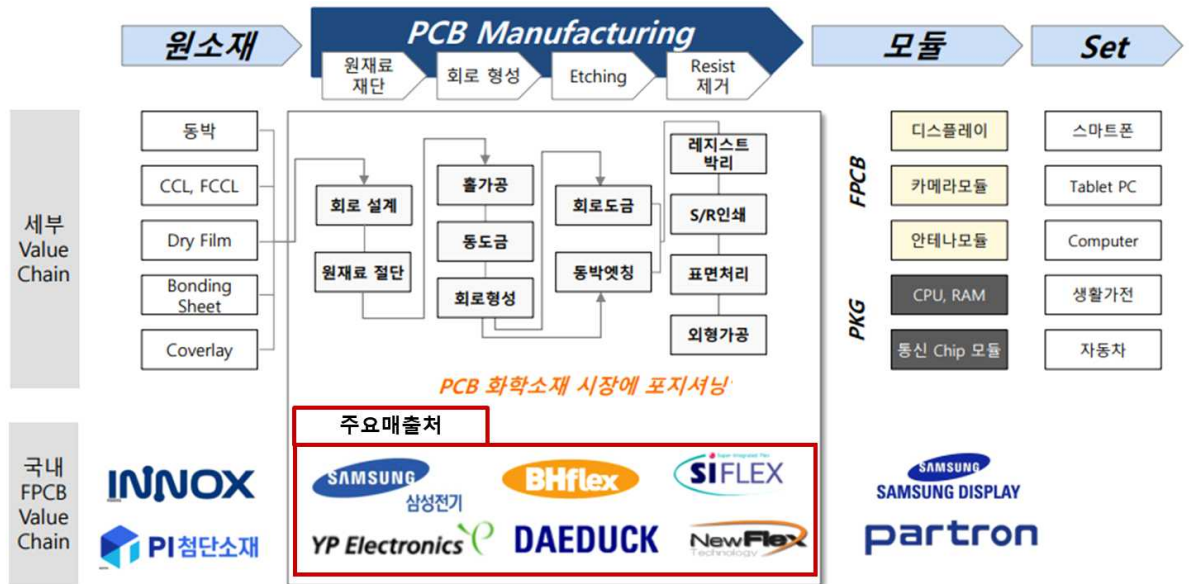 원소재
PCB Manufacturing
원재료
재단
회로 형성
Etching
Resist
제거
모듈
Set
세부
Value
Chain
동박
CCL, FCCL
Dry Film
Bonding
Sheet
Coverlay
회로 설계
원재료 절단
홀가공
동도금
회로형성
회로도금
동박엣칭
레지스트
박리
S/R인쇄
표면처리
외형가공
FPCB
디스플레이
카메라모듈
안테나모듈
PKG
CPU, RAM
통신 Chip 모듈
스마트폰
Tablet PC
Computer
생활가전
자동차
PCB 화학소재 시장에 포지셔닝
주요매출처
국내
FPCB
Value
Chain
INNOX
PI첨단소재
SAMSUNG
삼성전기
BHflex
Super Integrated Flex
SIFLEX
YP Electronics
DAEDUCK
NewFlex
Technology
SAMSUNG
SAMSUNG DISPLAY
partron